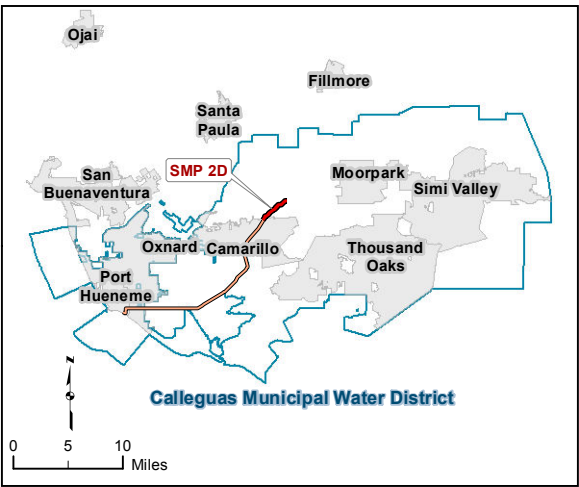 Ojai
Fillmore
Santa
Paula
SMP 2D
Moorpark
San
Buenaventura
Simi Valley
Oxnard
Camarillo
Thousand
Oaks
Port
Hueneme
N
Calleguas Municipal Water District
0 5 10
Miles